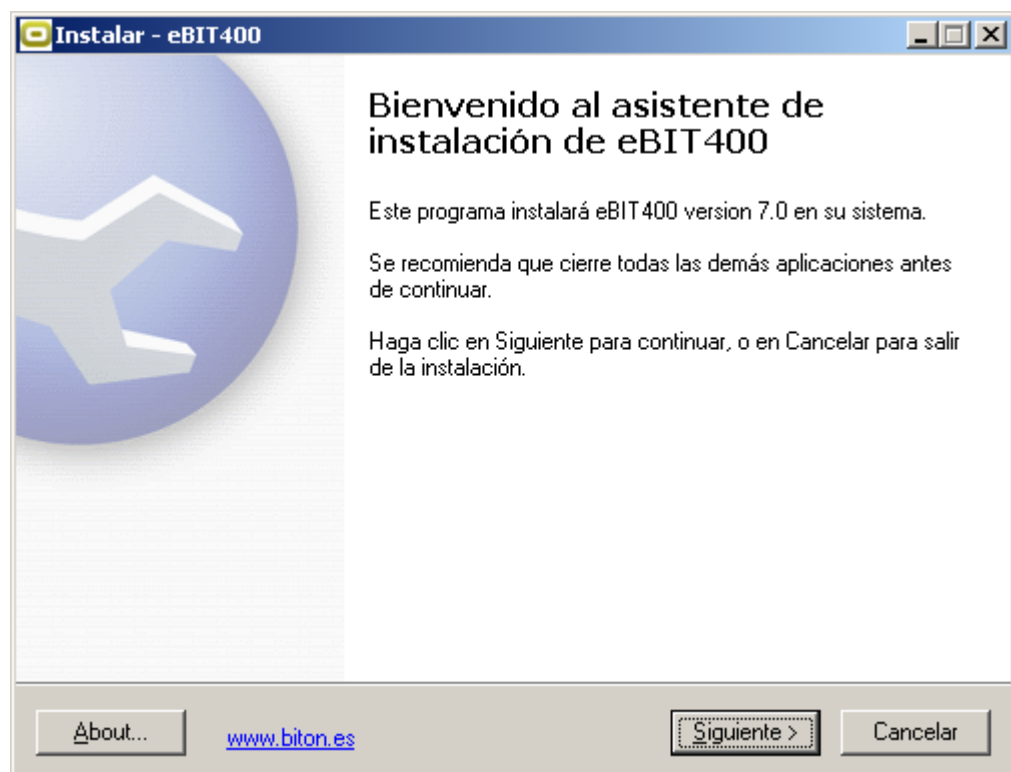 Instalar - eBIT400
Bienvenido al asistente de
instalación de eBIT400
Este programa instalará eBIT400 version 7.0 en su sistema.
Se recomienda que cierre todas las demás aplicaciones antes
de continuar.
Haga clic en Siguiente para continuar, o en Cancelar para salir
de la instalación.
About...
www.biton.es
Siguiente >
Cancelar